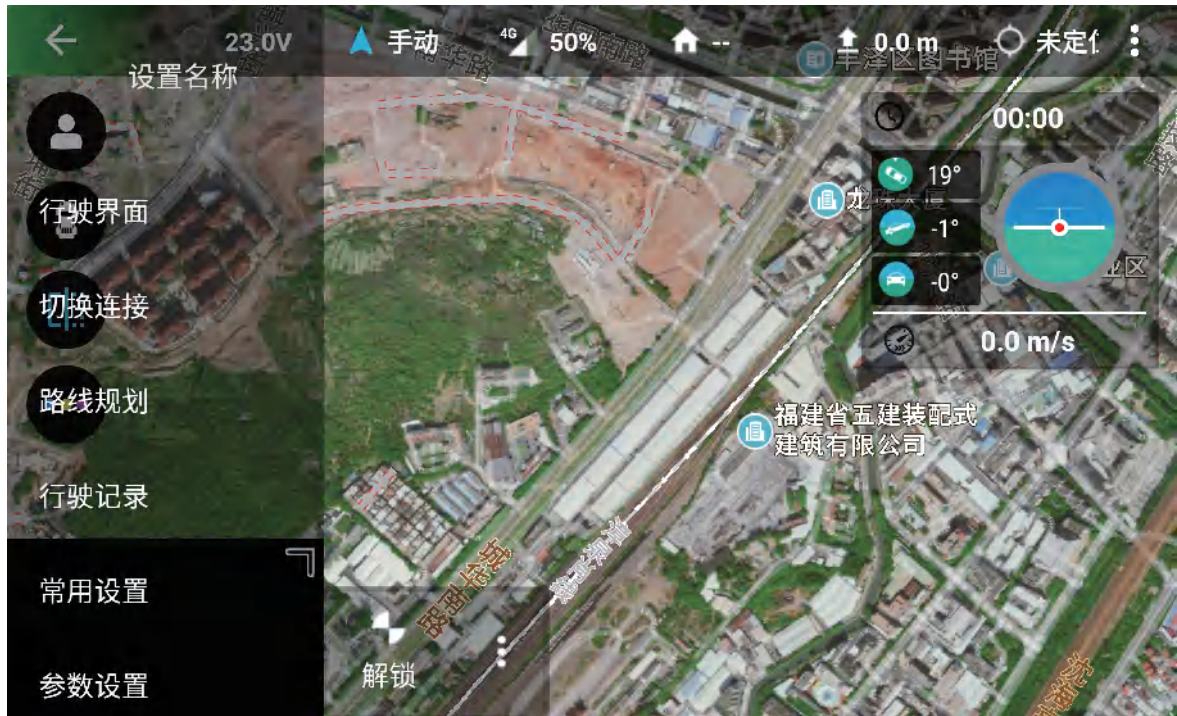 23.0V
手动
4G
50%
--
0.0 m
未定位
设置名称
丰泽区图书馆
00:00
19°
-1°
-0°
0.0 m/s
行驶界面
切换连接
路线规划
行驶记录
常用设置
参数设置
福建省五建装配式
建筑有限公司
城华南路
解锁